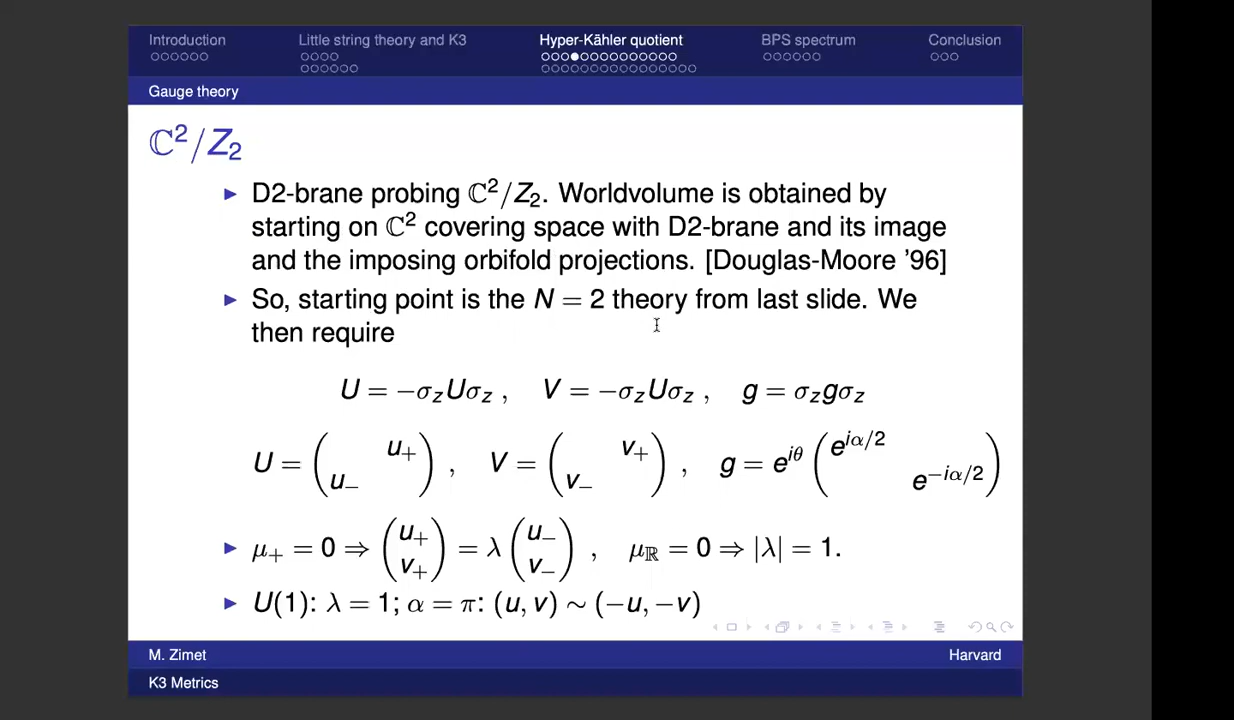 Introduction Little string theory and K3 Hyper-Kähler quotient BPS spectrum Conclusion
Gauge theory
ℂ²/Z₂
► D2-brane probing ℂ²/Z₂. Worldvolume is obtained by
starting on ℂ² covering space with D2-brane and its image
and the imposing orbifold projections. [Douglas-Moore '96]
► So, starting point is the N = 2 theory from last slide. We
then require
U = −σ_z Uσ_z , V = −σ_z Uσ_z , g = σ_z gσ_z
U = ( u₊ u₋ ) , V = ( v₊ v₋ ) , g = e^{iθ} ( e^{iα/2} e^{−iα/2} )
► μ₊ = 0 ⇒ ( u₊ v₊ ) = λ ( u₋ v₋ ) , μ_ℝ = 0 ⇒ |λ| = 1.
► U(1): λ = 1; α = π: (u, v) ∼ (−u, −v)
M. Zimet Harvard
K3 Metrics